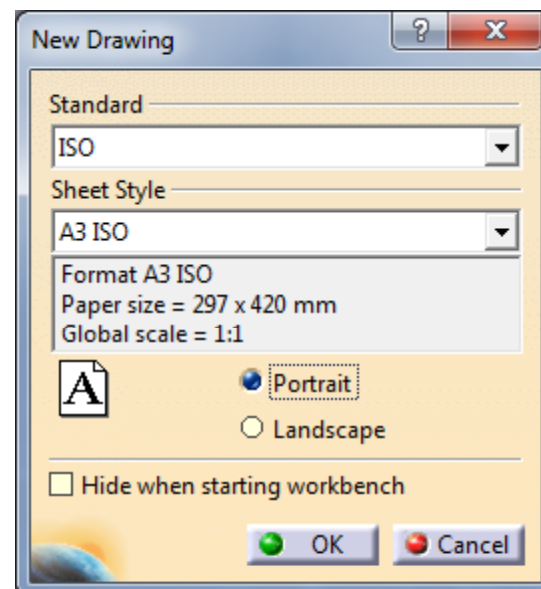 New Drawing
Standard
ISO
Sheet Style
A3 ISO
Format A3 ISO
Paper size = 297 x 420 mm
Global scale = 1:1
A
Portrait
Landscape
Hide when starting workbench
OK Cancel